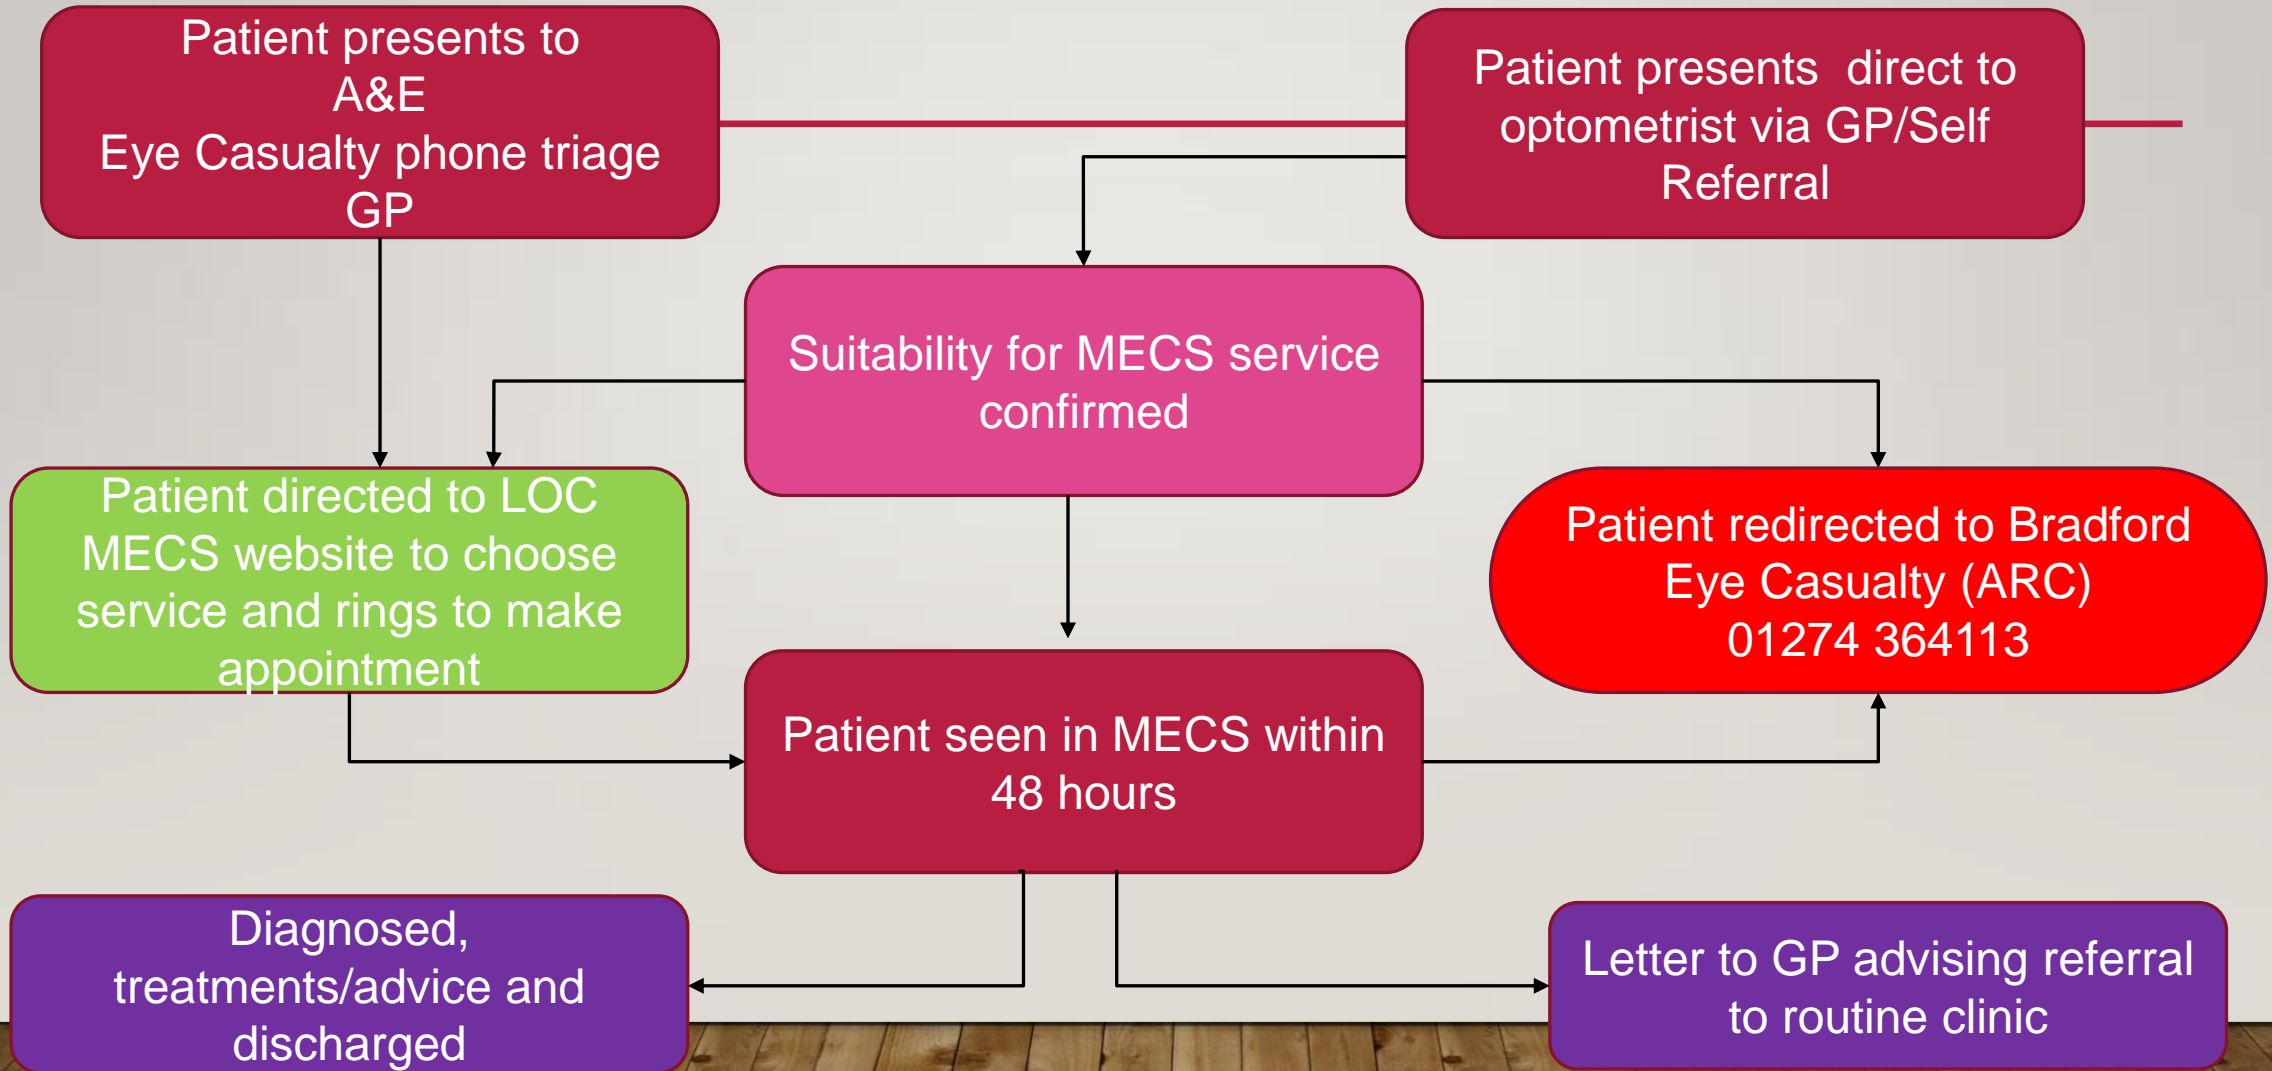 Patient presents to
A&E
Eye Casualty phone triage
GP
Patient presents direct to
optometrist via GP/Self
Referral
Suitability for MECS service
confirmed
Patient directed to LOC
MECS website to choose
service and rings to make
appointment
Patient redirected to Bradford
Eye Casualty (ARC)
01274 364113
Patient seen in MECS within
48 hours
Diagnosed,
treatments/advice and
discharged
Letter to GP advising referral
to routine clinic